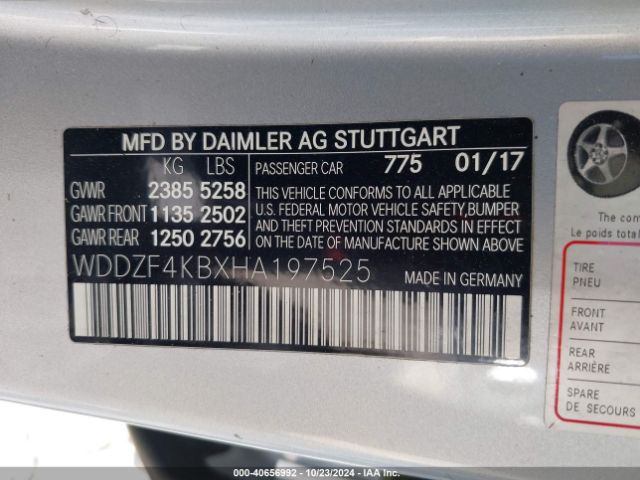 MFD BY DAIMLER AG STUTTGART
KG LBS
GVWR 2385 5258
GAWR FRONT 1135 2502
GAWR REAR 1250 2756
PASSENGER CAR 775 01/17
THIS VEHICLE CONFORMS TO ALL APPLICABLE
U.S. FEDERAL MOTOR VEHICLE SAFETY,BUMPER
AND THEFT PREVENTION STANDARDS IN EFFECT
ON THE DATE OF MANUFACTURE SHOWN ABOVE
WDDZF4KBXHA197525 MADE IN GERMANY
The com
Le poids total
TIRE
PNEU
FRONT
AVANT
REAR
ARRIÈRE
SPARE
DE SECOURS
© - 40656992 - 10/23/2024 - IAA Inc.